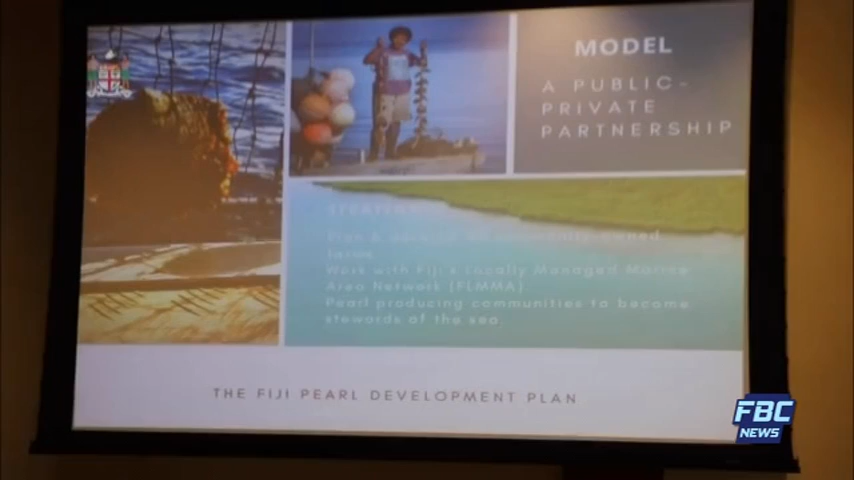 MODEL
A PUBLIC-
PRIVATE
PARTNERSHIP
Work with Fiji's Locally Managed Marine
Area Network (FLMMA)
Pearl producing communities to become
stewards of the sea
THE FIJI PEARL DEVELOPMENT PLAN
FBC
NEWS